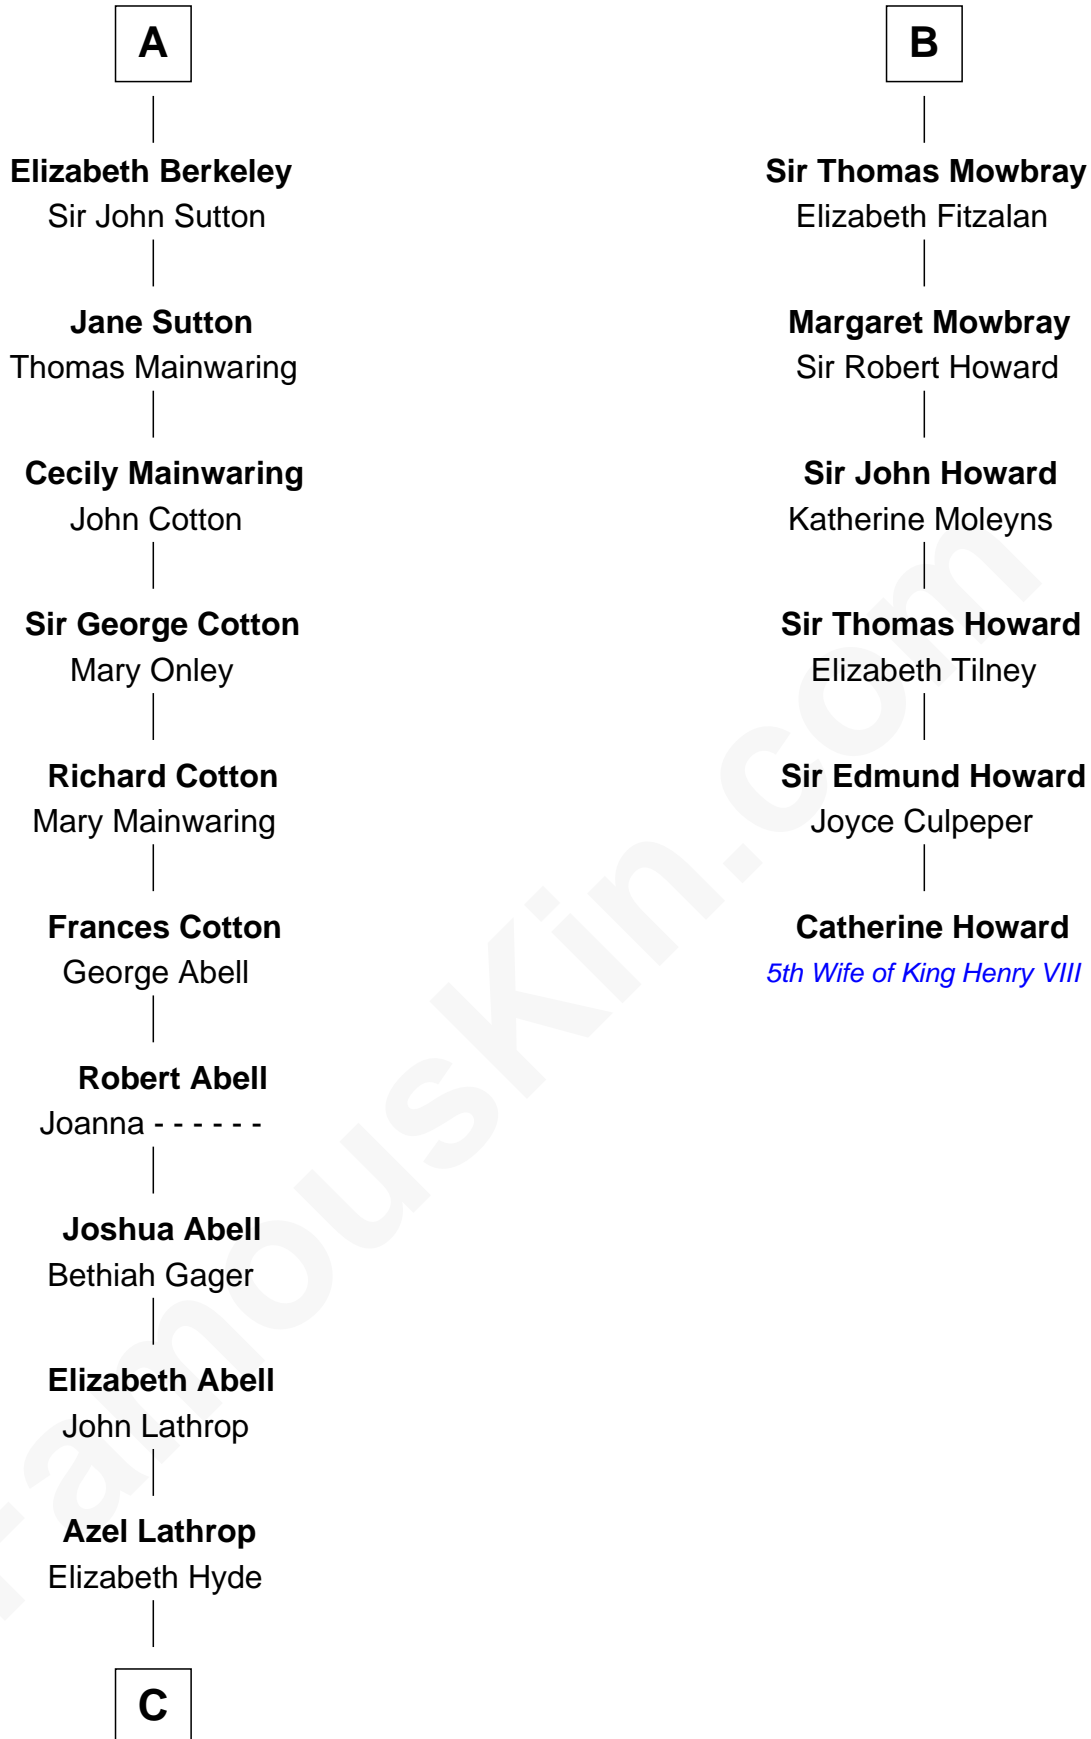 A
Elizabeth Berkeley
Sir John Sutton
Jane Sutton
Thomas Mainwaring
Cecily Mainwaring
John Cotton
Sir George Cotton
Mary Onley
Richard Cotton
Mary Mainwaring
Frances Cotton
George Abell
Robert Abell
Joanna - - - - - -
Joshua Abell
Bethiah Gager
Elizabeth Abell
John Lathrop
Azel Lathrop
Elizabeth Hyde
C
B
Sir Thomas Mowbray
Elizabeth Fitzalan
Margaret Mowbray
Sir Robert Howard
Sir John Howard
Katherine Moleyns
Sir Thomas Howard
Elizabeth Tilney
Sir Edmund Howard
Joyce Culpeper
Catherine Howard
5th Wife of King Henry VIII
FamousKin.com